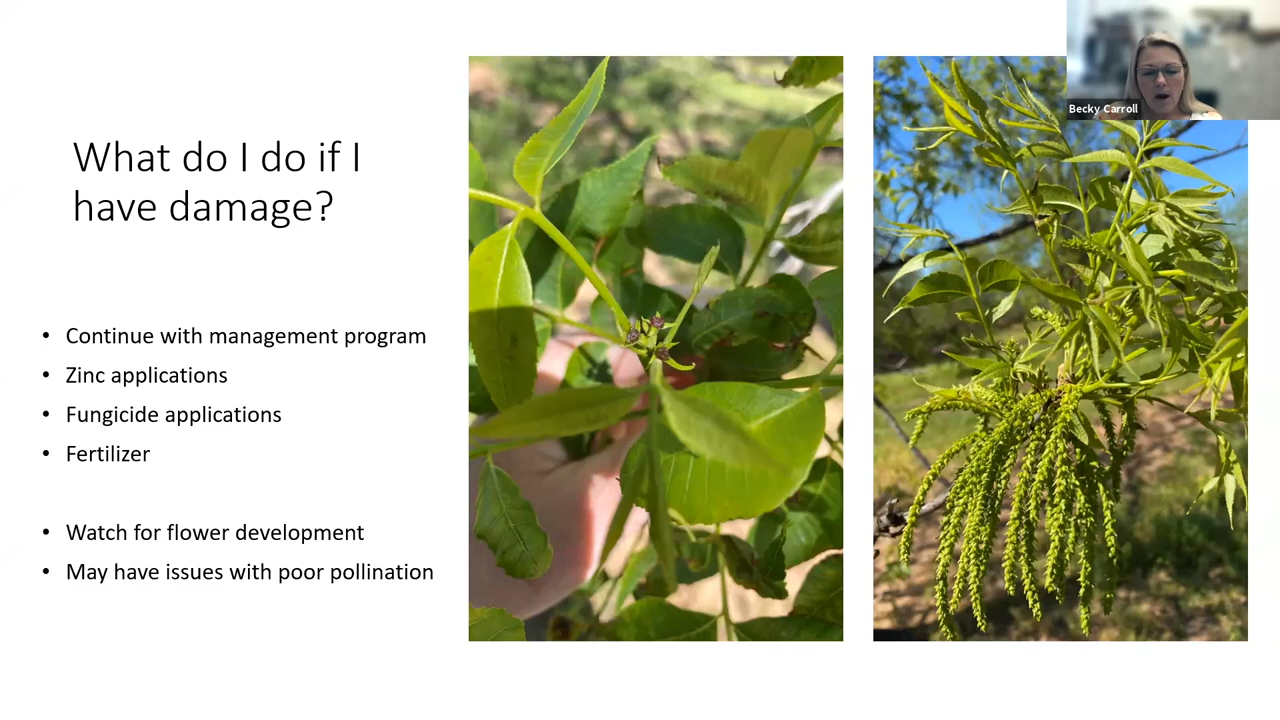 Becky Carroll
What do I do if I
have damage?
• Continue with management program
• Zinc applications
• Fungicide applications
• Fertilizer
• Watch for flower development
• May have issues with poor pollination